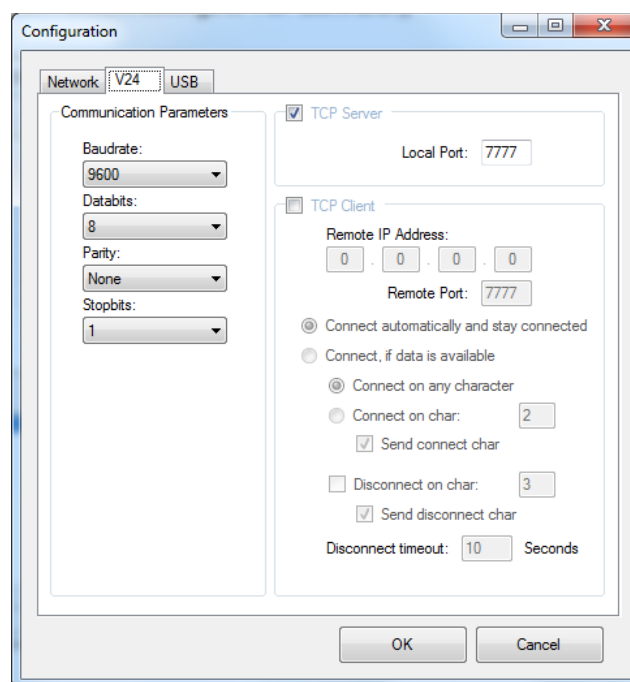 Configuration
Network V24 USB
Communication Parameters
Baudrate:
9600
Databits:
8
Parity:
None
Stopbits:
1
TCP Server
Local Port: 7777
TCP Client
Remote IP Address:
0 . 0 . 0 . 0
Remote Port: 7777
Connect automatically and stay connected
Connect, if data is available
Connect on any character
Connect on char: 2
Send connect char
Disconnect on char: 3
Send disconnect char
Disconnect timeout: 10 Seconds
OK Cancel